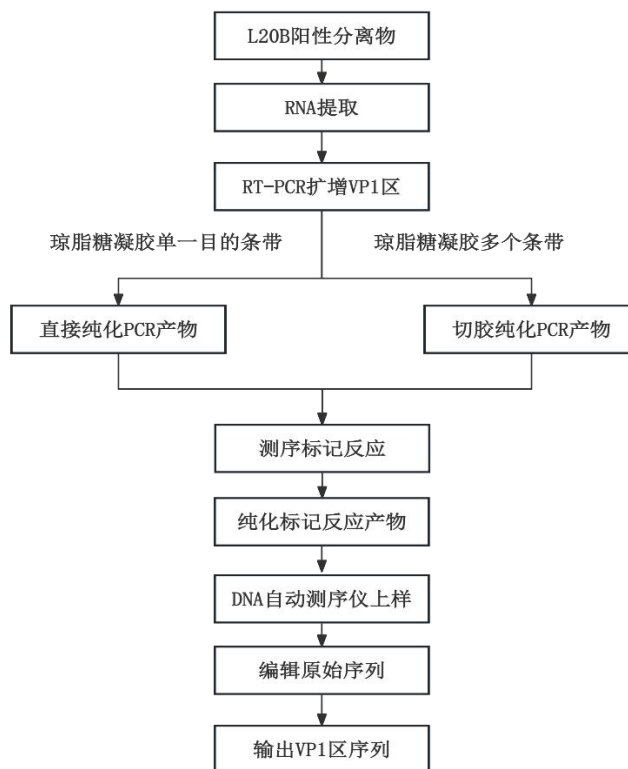 L20B阳性分离物
RNA提取
RT-PCR扩增VP1区
琼脂糖凝胶单一目的条带
琼脂糖凝胶多个条带
直接纯化PCR产物
切胶纯化PCR产物
测序标记反应
纯化标记反应产物
DNA自动测序仪上样
编辑原始序列
输出VP1区序列